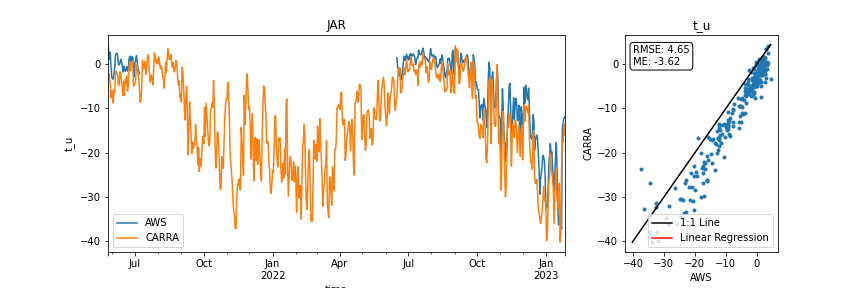 JAR
t_u
0
−10
−20
−30
−40
AWS
CARRA
Jul
Oct
Jan
2022
Apr
Jul
Oct
Jan
2023
t_u
RMSE: 4.65
ME: -3.62
CARRA
0
−10
−20
−30
−40
1:1 Line
Linear Regression
−40
−30
−20
−10
0
AWS